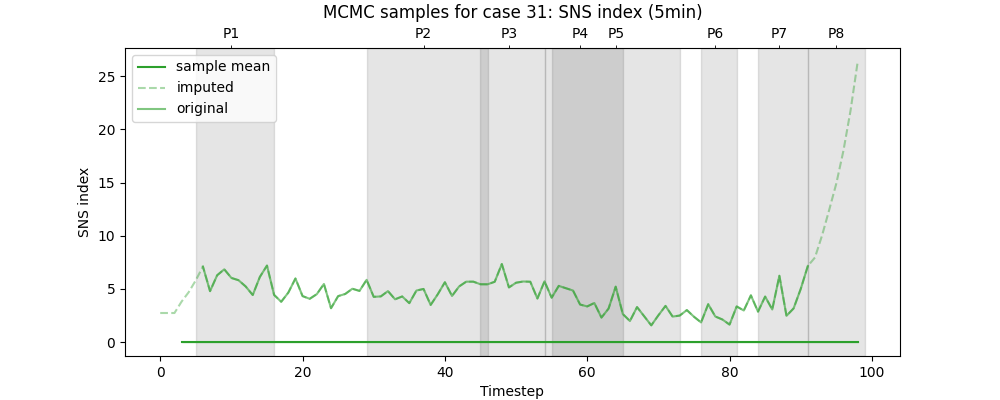 MCMC samples for case 31: SNS index (5min)
P1 P2 P3 P4 P5 P6 P7 P8
sample mean
imputed
original
SNS index
25
20
15
10
5
0
0 20 40 60 80 100
Timestep